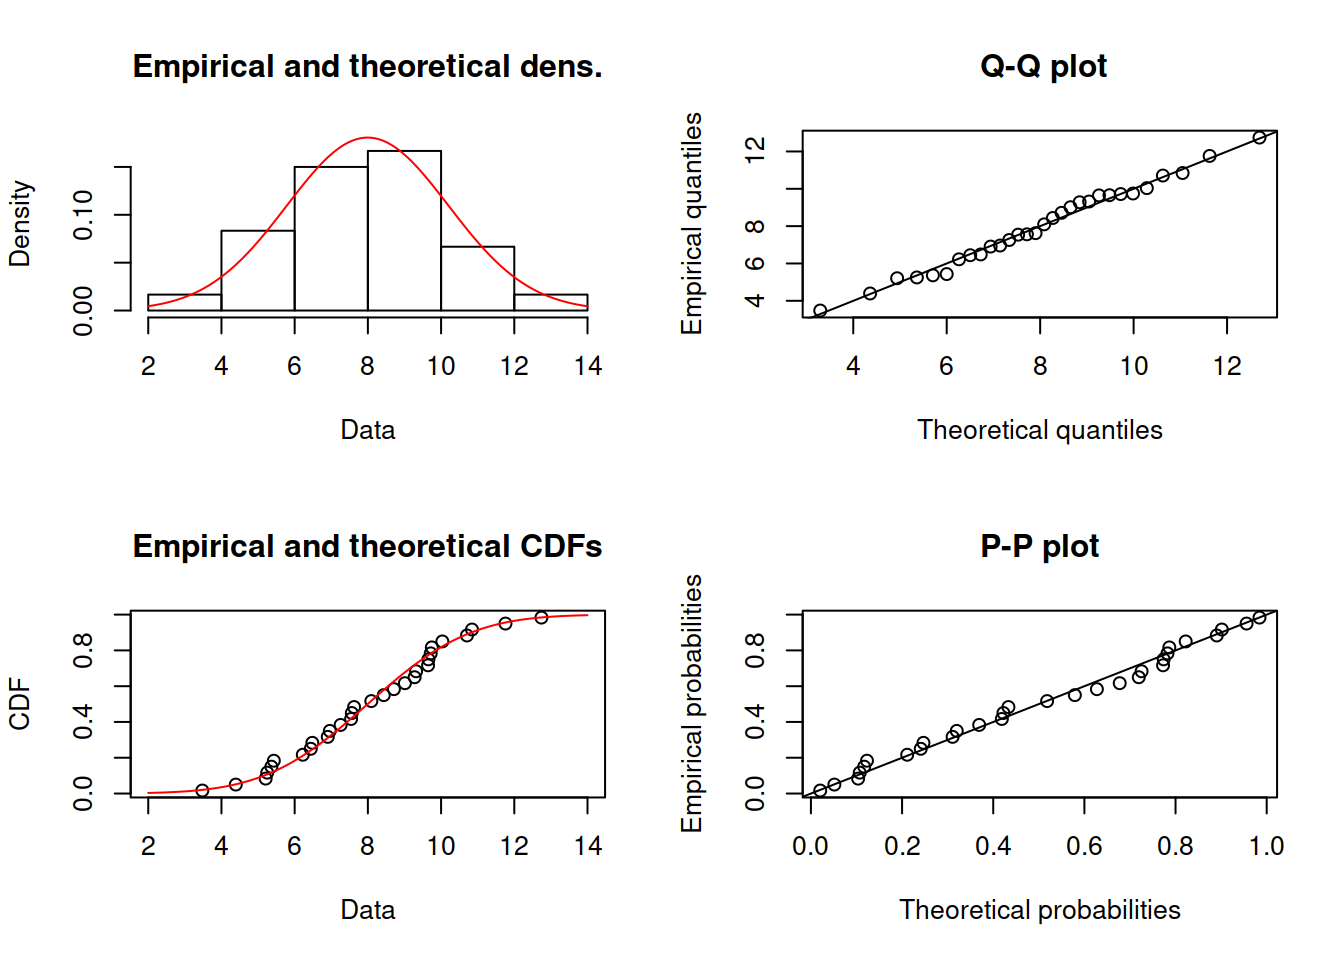 Empirical and theoretical dens.
Density
0.00 0.10
2 4 6 8 10 12 14
Data
Q-Q plot
Empirical quantiles
4 6 8 12
4 6 8 10 12
Theoretical quantiles
Empirical and theoretical CDFs
CDF
0.0 0.4 0.8
2 4 6 8 10 12 14
Data
P-P plot
Empirical probabilities
0.0 0.4 0.8
0.0 0.2 0.4 0.6 0.8 1.0
Theoretical probabilities